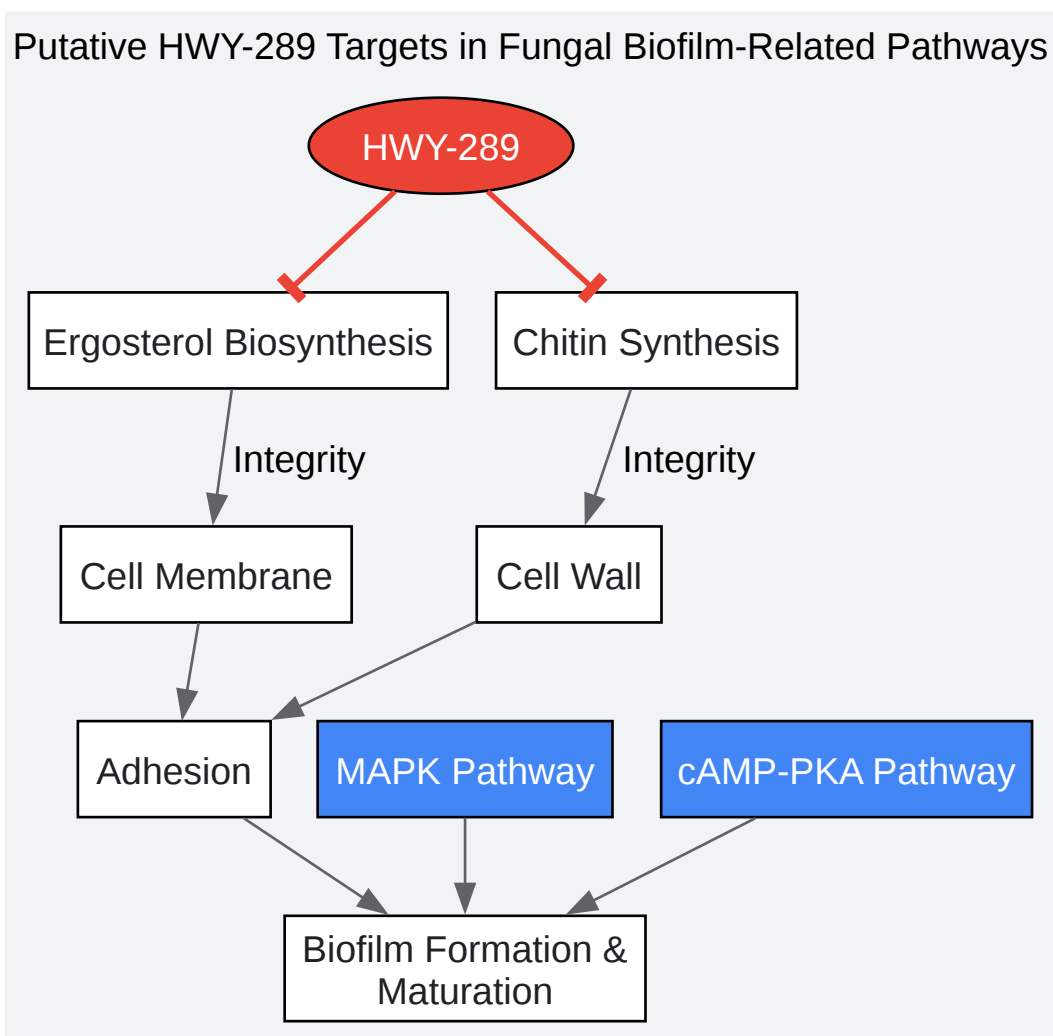 Putative HWY-289 Targets in Fungal Biofilm-Related Pathways
HWY-289
Ergosterol Biosynthesis
Chitin Synthesis
Integrity
Integrity
Cell Membrane
Cell Wall
Adhesion
MAPK Pathway
cAMP-PKA Pathway
Biofilm Formation &
Maturation